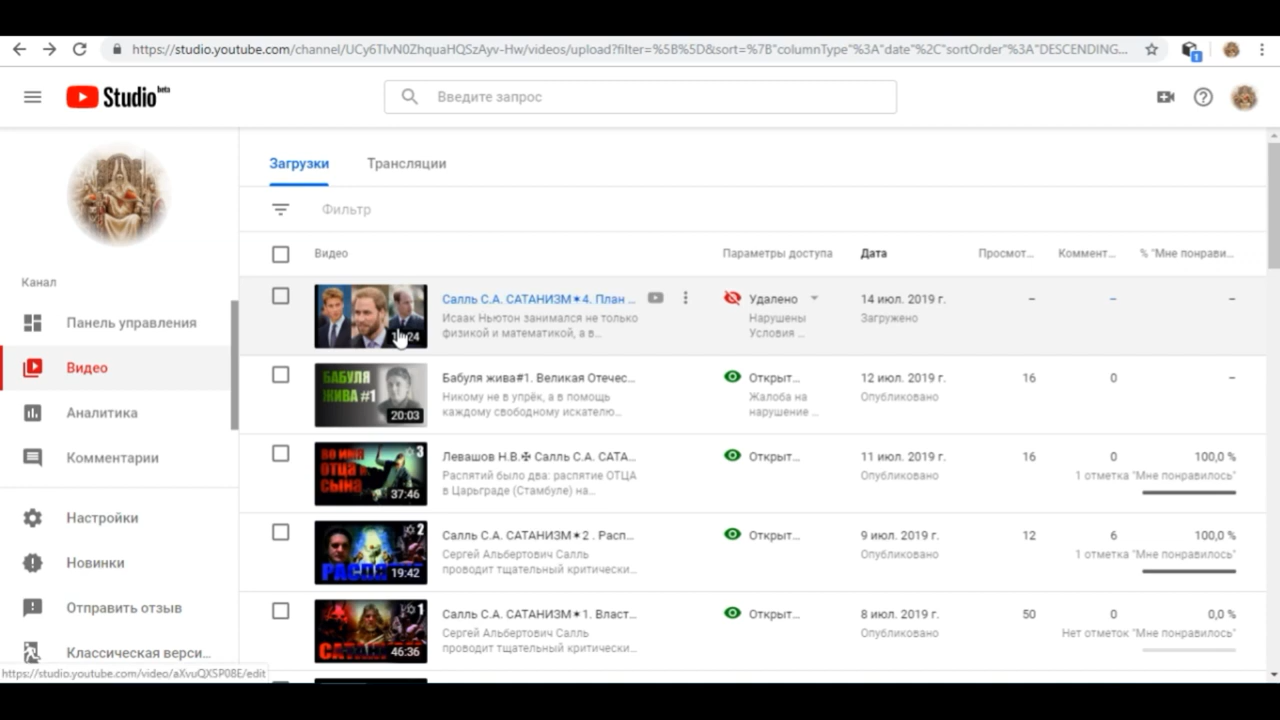 https://studio.youtube.com/channel/UCy6TlvN0ZhquaHQSzAyv-Hw/videos/upload?filter=%5B%5D&sort=%7B"columnType"%3A"date"%2C"sortOrder"%3A"DESCENDING...
1
Studio beta
Введите запрос
Загрузки Трансляции
Фильтр
Канал
Видео Параметры доступа Дата Просмот... Коммент... % "Мне понрави...
Панель управления
Видео
Аналитика
Комментарии
Настройки
Новинки
Отправить отзыв
Классическая верси...
Салль С.А. САТАНИЗМ✶4. План ... Удалено 14 июл. 2019 г. – – –
Исаак Ньютон занимался не только Нарушены Загружено
физикой и математикой, а в... Условия ...
БАБУЛЯ
ЖИВА #1
20:03
Бабуля жива#1. Великая Отечес... Открыт... 12 июл. 2019 г. 16 0 –
Никому не в упрёк, а в помощь Жалоба на Опубликовано
каждому свободному искателю... нарушение ...
ВО ИМЯ 3
ОТЦА и
СЫНА
37:46
Левашов Н.В.✠ Салль С.А. САТА... Открыт... 11 июл. 2019 г. 16 0 100,0 %
Распятий было два: распятие ОТЦА Опубликовано 1 отметка "Мне понравилось"
в Царьграде (Стамбуле) на...
2
19:42
Салль С.А. САТАНИЗМ✶2 . Расп... Открыт... 9 июл. 2019 г. 12 6 100,0 %
Сергей Альбертович Салль Опубликовано 1 отметка "Мне понравилось"
проводит тщательный критически...
1
46:36
Салль С.А. САТАНИЗМ✶1. Власт... Открыт... 8 июл. 2019 г. 50 0 0,0 %
Сергей Альбертович Салль Опубликовано Нет отметок "Мне понравилось"
проводит тщательный критически...
https://studio.youtube.com/video/aXvuQXSP08E/edit